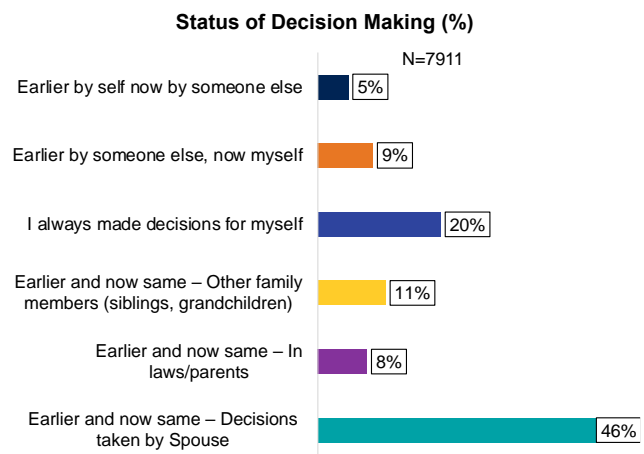 Status of Decision Making (%)
N=7911
Earlier by self now by someone else
5%
Earlier by someone else, now myself
9%
I always made decisions for myself
20%
Earlier and now same – Other family
members (siblings, grandchildren)
11%
Earlier and now same – In
laws/parents
8%
Earlier and now same – Decisions
taken by Spouse
46%